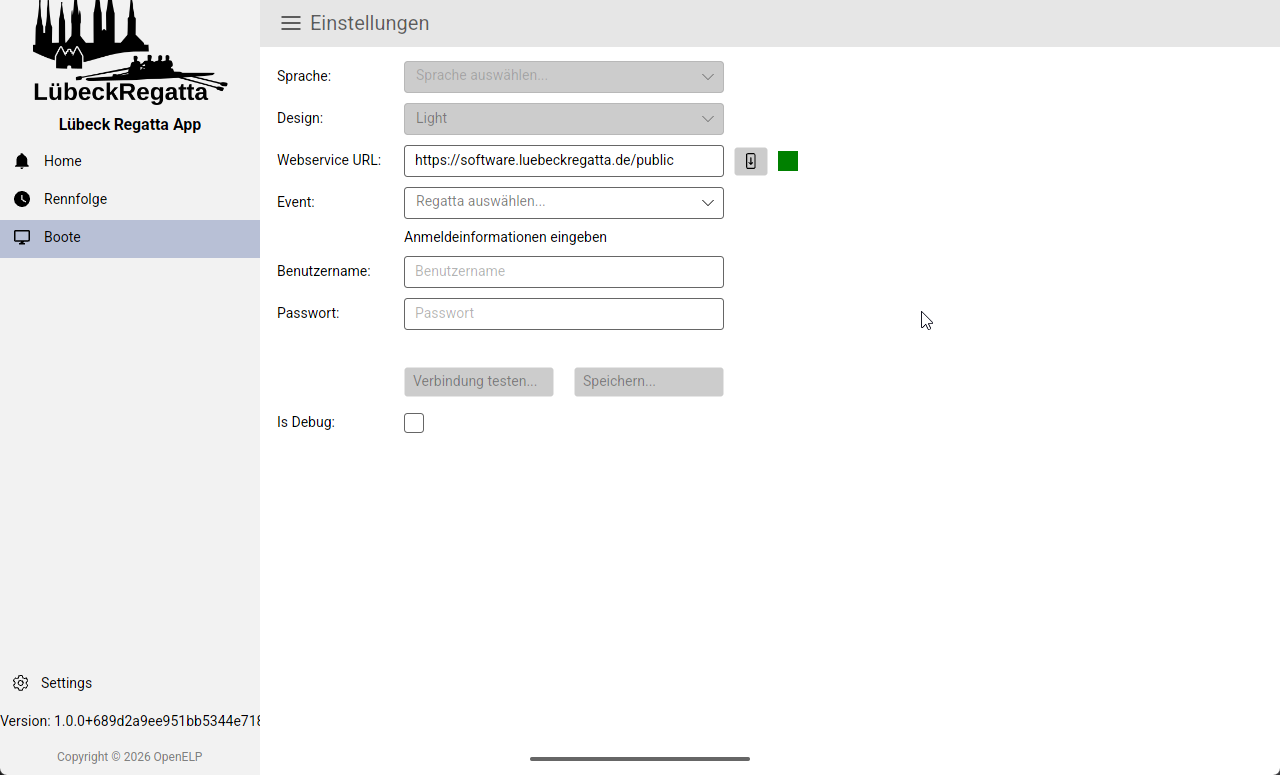 LübeckRegatta
Lübeck Regatta App
Home
Rennfolge
Boote
Settings
Version: 1.0.0+689d2a9ee951bb5344e718
Copyright © 2026 OpenELP
Einstellungen
Sprache: Sprache auswählen...
Design: Light
Webservice URL: https://software.luebeckregatta.de/public
Event: Regatta auswählen...
Anmeldeinformationen eingeben
Benutzername: Benutzername
Passwort: Passwort
Verbindung testen... Speichern...
Is Debug: